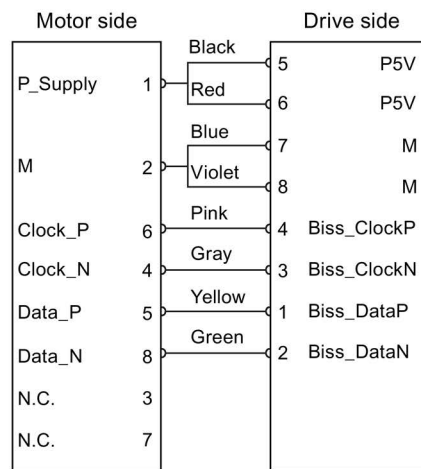 Motor side Drive side
Black
5 P5V
P_Supply 1
Red
6 P5V
Blue
7 M
M 2
Violet
8 M
Pink
Clock_P 6 4 Biss_ClockP
Gray
Clock_N 4 3 Biss_ClockN
Yellow
Data_P 5 1 Biss_DataP
Green
Data_N 8 2 Biss_DataN
N.C. 3
N.C. 7